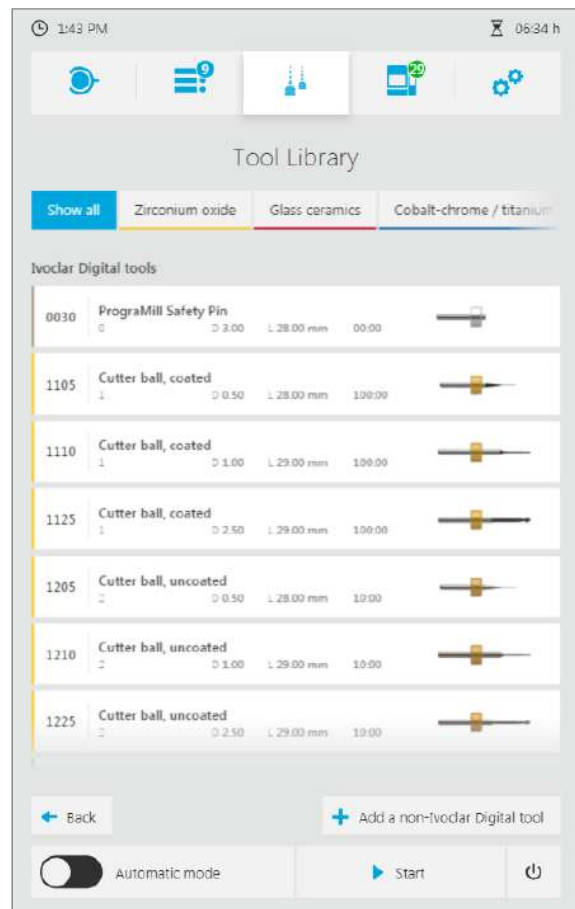 1:43 PM 06:34 h
9 29
Tool Library
Show all Zirconium oxide Glass ceramics Cobalt-chrome / titanium
Ivoclar Digital tools
0030 PrograMill Safety Pin
0 D 3.00 L 28.00 mm 00:00
1105 Cutter ball, coated
1 D 0.50 L 28.00 mm 100:00
1110 Cutter ball, coated
1 D 1.00 L 29.00 mm 100:00
1125 Cutter ball, coated
1 D 2.50 L 29.00 mm 100:00
1205 Cutter ball, uncoated
2 D 0.50 L 28.00 mm 10:00
1210 Cutter ball, uncoated
2 D 1.00 L 29.00 mm 10:00
1225 Cutter ball, uncoated
2 D 2.50 L 29.00 mm 10:00
Back Add a non-Ivoclar Digital tool
Automatic mode Start